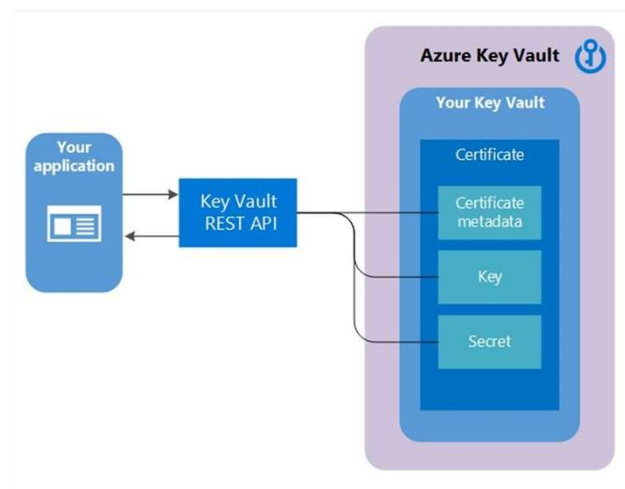 Azure Key Vault
Your Key Vault
Your
application
Key Vault
REST API
Certificate
Certificate
metadata
Key
Secret